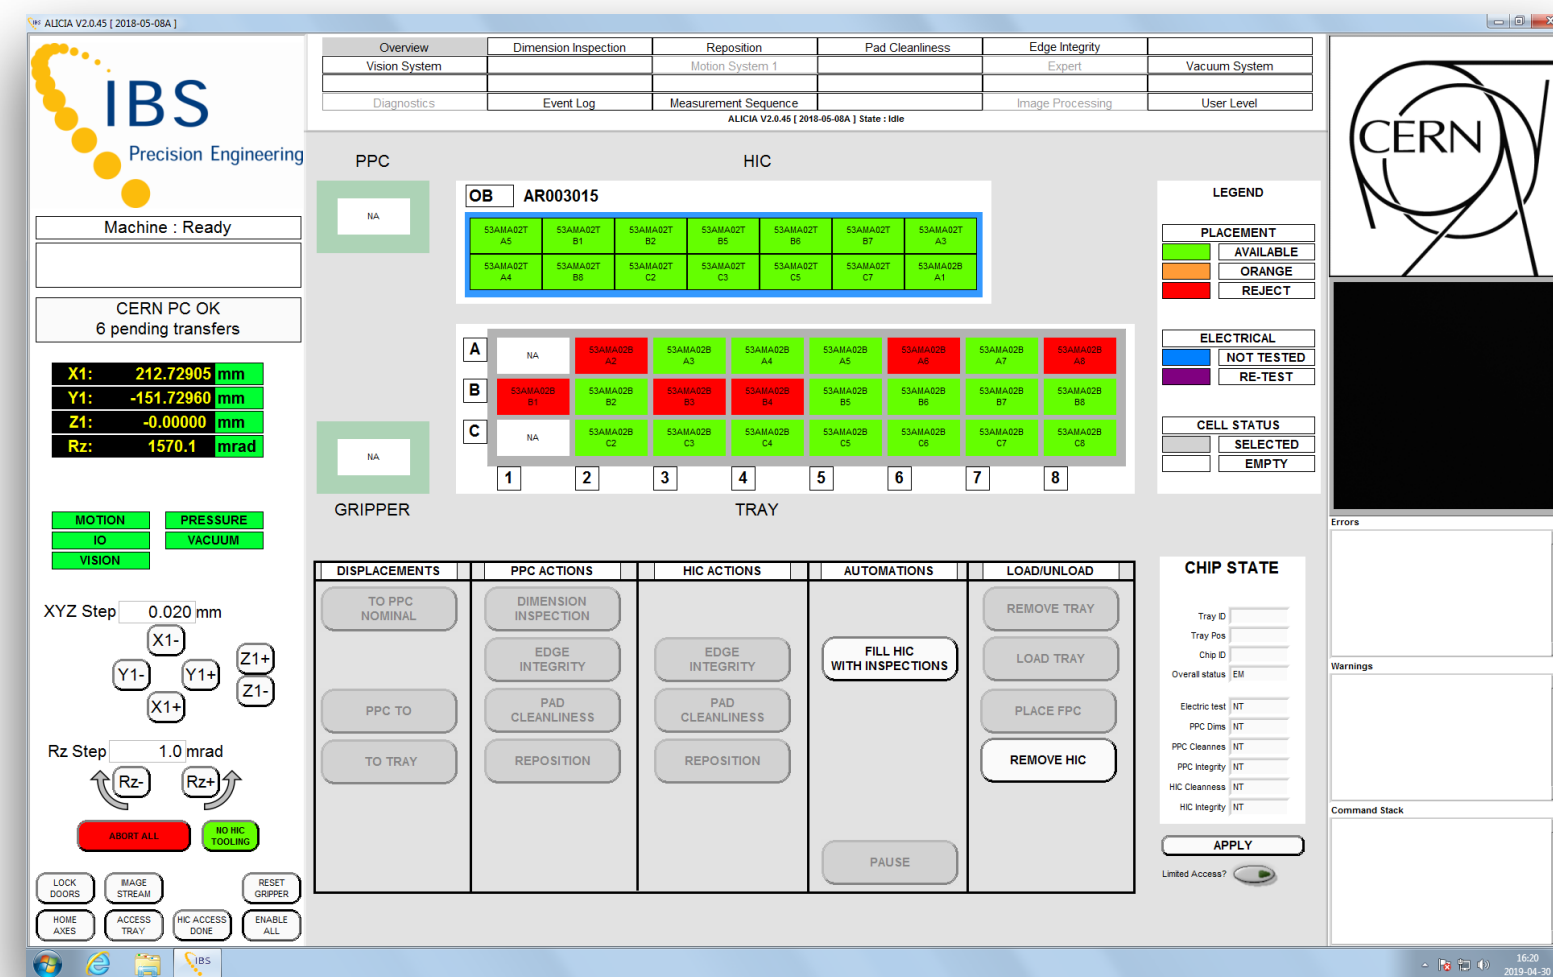 IBS ALICIA V2.0.45 [ 2018-05-08A ]
IBS
Precision Engineering
Machine : Ready
CERN PC OK
6 pending transfers
X1: 212.72905 mm
Y1: -151.72960 mm
Z1: -0.00000 mm
Rz: 1570.1 mrad
MOTION PRESSURE
IO VACUUM
VISION
XYZ Step 0.020 mm
X1-
Y1- Y1+ Z1+
Z1-
X1+
Rz Step 1.0 mrad
Rz- Rz+
ABORT ALL NO HIC TOOLING
LOCK DOORS IMAGE STREAM RESET GRIPPER
HOME AXES ACCESS TRAY HIC ACCESS DONE ENABLE ALL
Overview Dimension Inspection Reposition Pad Cleanliness Edge Integrity
Vision System Motion System 1 Expert Vacuum System
Diagnostics Event Log Measurement Sequence Image Processing User Level
ALICIA V2.0.45 [ 2018-05-08A ] State : Idle
PPC HIC
NA
OB AR003015
53AMA02T 53AMA02T 53AMA02T 53AMA02T 53AMA02T 53AMA02T 53AMA02T
A5 B1 B2 B5 B6 B7 A3
53AMA02T 53AMA02T 53AMA02T 53AMA02T 53AMA02T 53AMA02T 53AMA02B
A4 B8 C2 C3 C5 C7 A1
A NA 53AMA02B 53AMA02B 53AMA02B 53AMA02B 53AMA02B 53AMA02B 53AMA02B
A2 A3 A4 A5 A6 A7 A8
B 53AMA02B 53AMA02B 53AMA02B 53AMA02B 53AMA02B 53AMA02B 53AMA02B 53AMA02B
B1 B2 B3 B4 B5 B6 B7 B8
C NA 53AMA02B 53AMA02B 53AMA02B 53AMA02B 53AMA02B 53AMA02B 53AMA02B
C2 C3 C4 C5 C6 C7 C8
1 2 3 4 5 6 7 8
NA
GRIPPER TRAY
LEGEND
PLACEMENT
AVAILABLE
ORANGE
REJECT
ELECTRICAL
NOT TESTED
RE-TEST
CELL STATUS
SELECTED
EMPTY
DISPLACEMENTS PPC ACTIONS HIC ACTIONS AUTOMATIONS LOAD/UNLOAD
TO PPC NOMINAL DIMENSION INSPECTION REMOVE TRAY
EDGE INTEGRITY EDGE INTEGRITY FILL HIC WITH INSPECTIONS LOAD TRAY
PPC TO PAD CLEANLINESS PAD CLEANLINESS PLACE FPC
TO TRAY REPOSITION REPOSITION REMOVE HIC
PAUSE
CHIP STATE
Tray ID
Tray Pos
Chip ID
Overall status EM
Electric test NT
PPC Dims NT
PPC Cleannes NT
PPC Integrity NT
HIC Cleanness NT
HIC Integrity NT
APPLY
Limited Access?
CERN
Errors
Warnings
Command Stack
IBS
16:20
2019-04-30